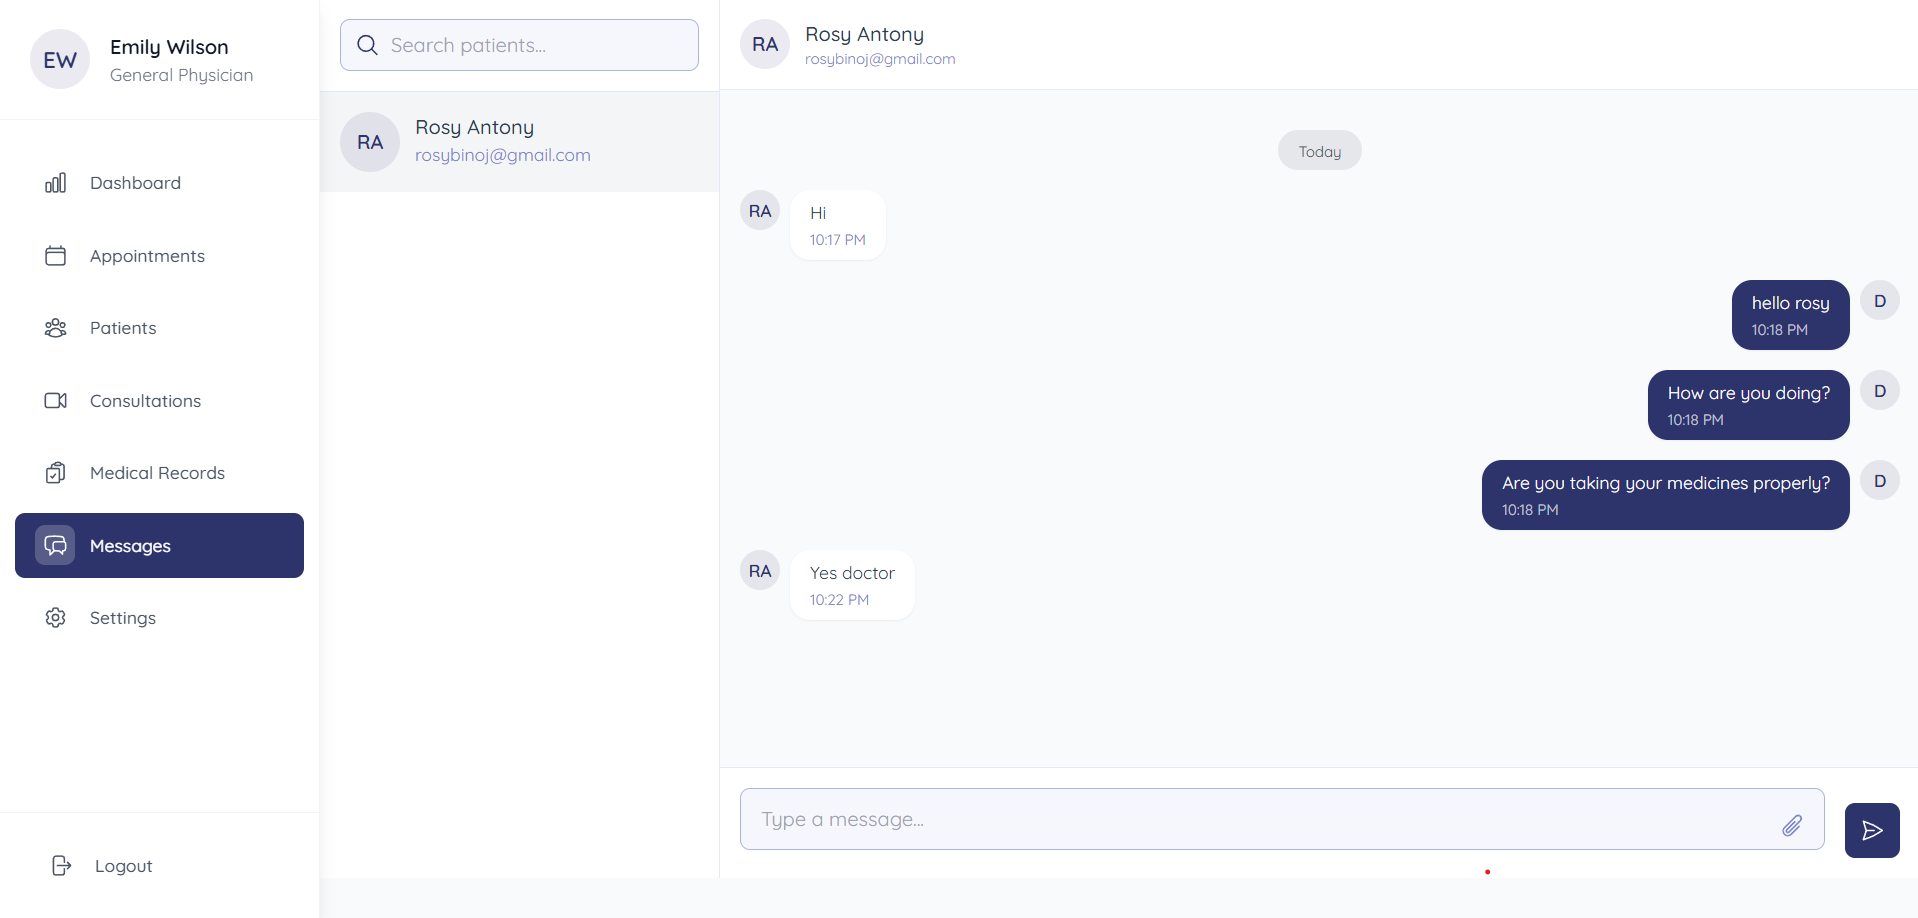 EW
Emily Wilson
General Physician
Dashboard
Appointments
Patients
Consultations
Medical Records
Messages
Settings
Logout
Search patients...
RA
Rosy Antony
rosybinoj@gmail.com
RA
Rosy Antony
rosybinoj@gmail.com
Today
RA
Hi
10:17 PM
hello rosy
10:18 PM
D
How are you doing?
10:18 PM
D
Are you taking your medicines properly?
10:18 PM
D
RA
Yes doctor
10:22 PM
Type a message...